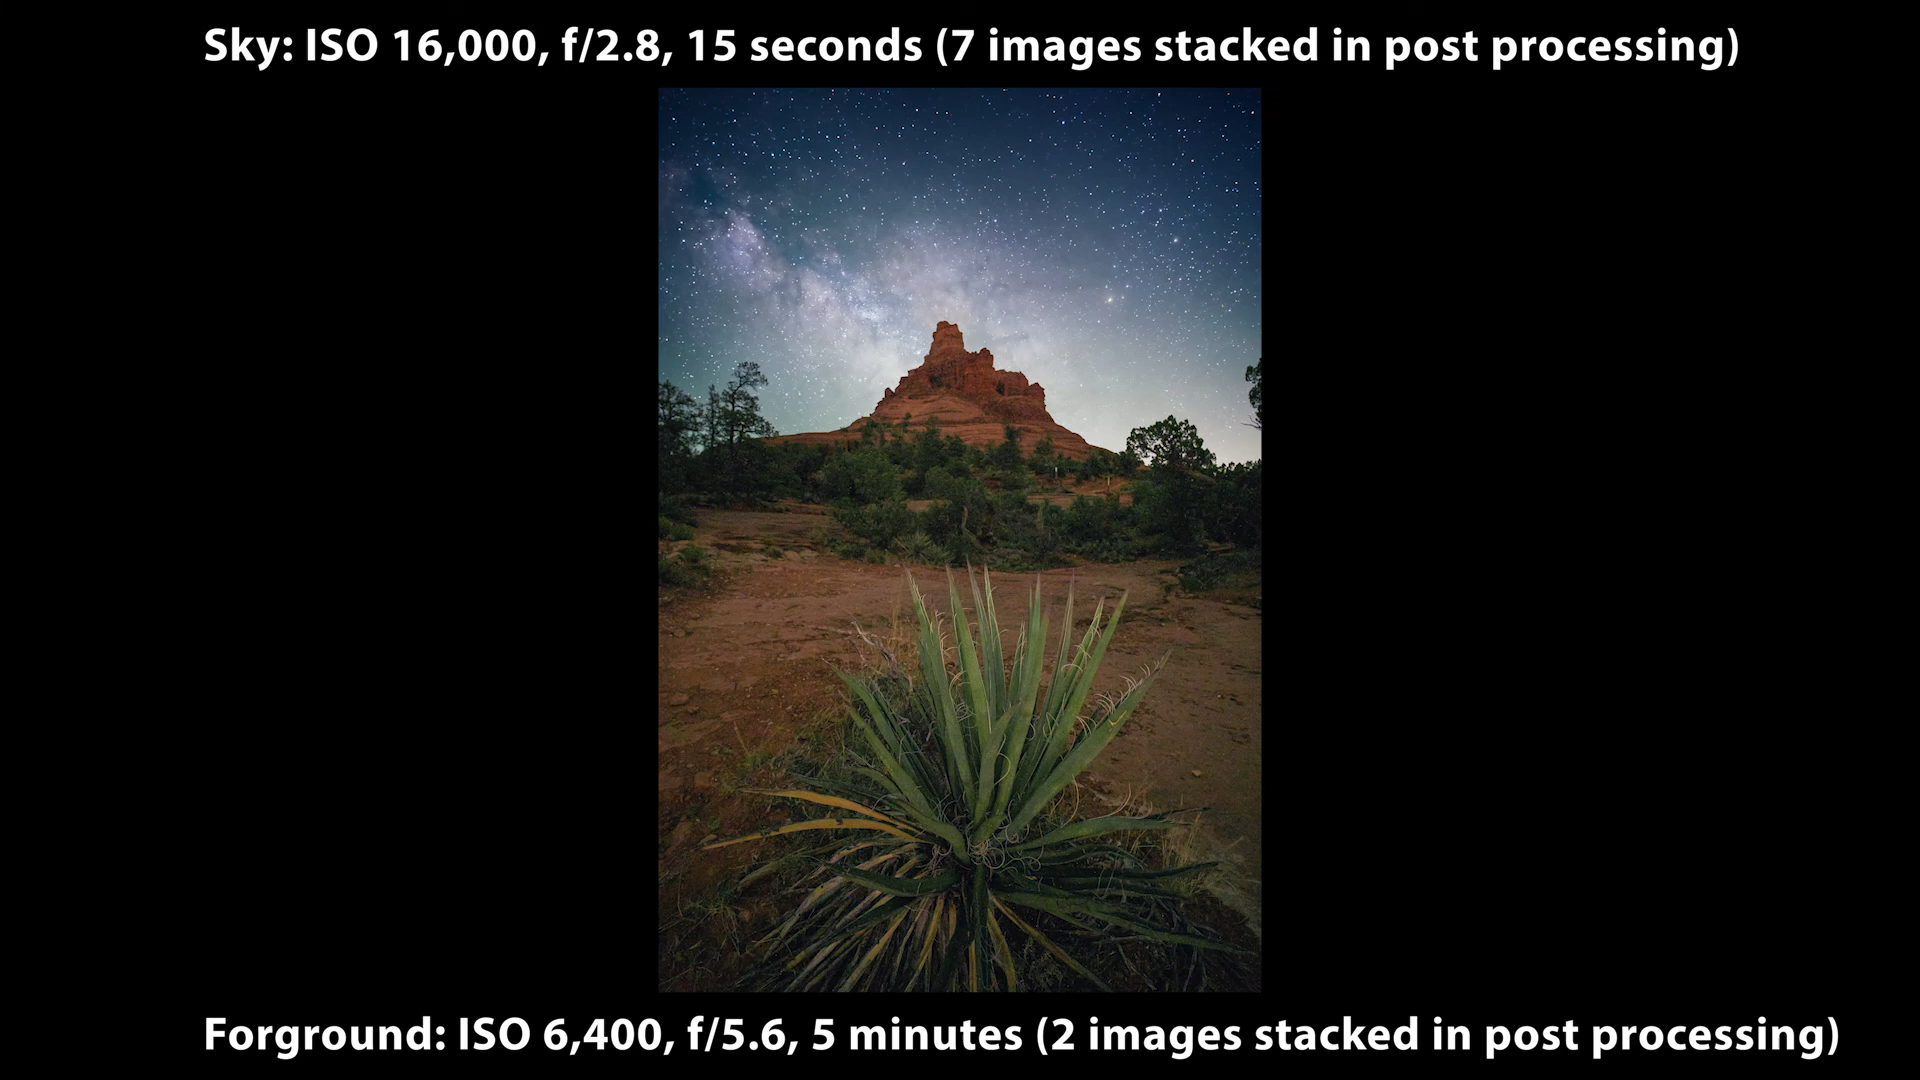 Sky: ISO 16,000, f/2.8, 15 seconds (7 images stacked in post processing)
Forground: ISO 6,400, f/5.6, 5 minutes (2 images stacked in post processing)